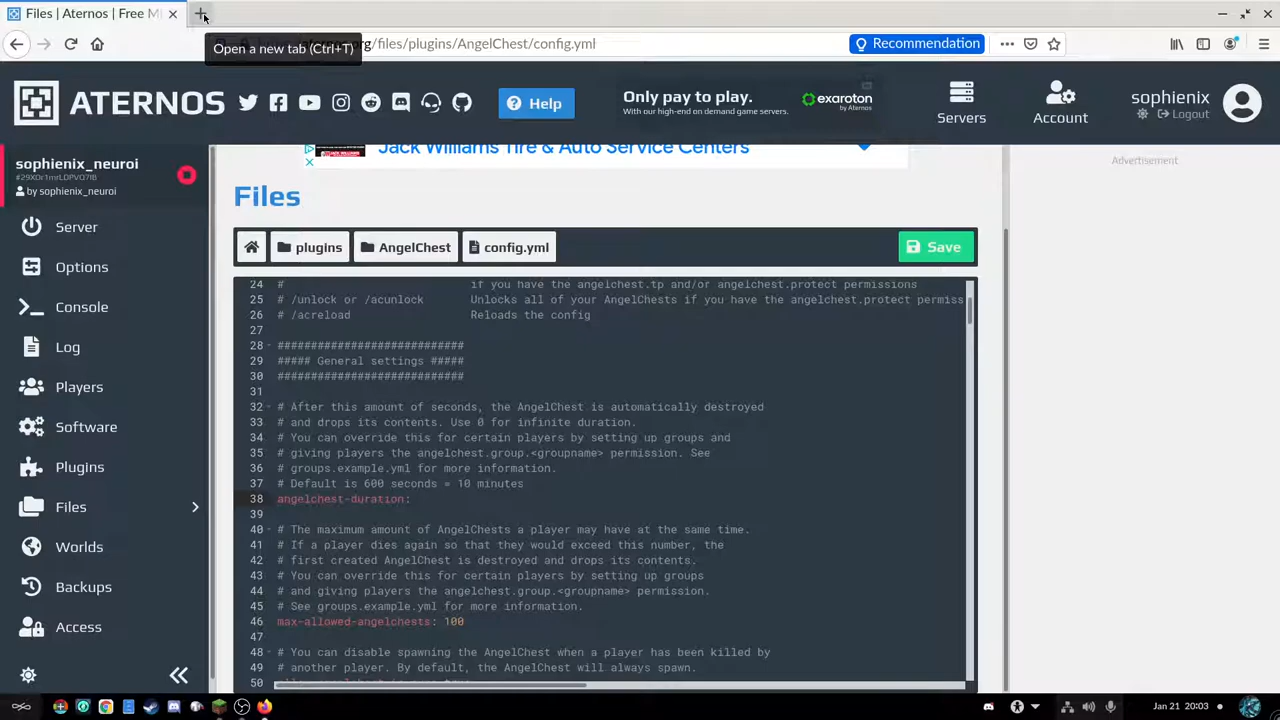 Files | Aternos | Free Mi
Open a new tab (Ctrl+T)
/files/plugins/AngelChest/config.yml
Recommendation
ATERNOS
Help
Only pay to play.
With our high-end on demand game servers.
exaroton
by Aternos
Servers
Account
sophienix
Logout
sophienix_neuroi
by sophienix_neuroi
Server
Options
Console
Log
Players
Software
Plugins
Files
Worlds
Backups
Access
Jack Williams Tire & Auto Service Centers
Advertisement
Files
plugins
AngelChest
config.yml
Save
24 # if you have the angelchest.tp and/or angelchest.protect permissions
25 # /unlock or /acunlock Unlocks all of your AngelChests if you have the angelchest.protect permiss
26 # /acreload Reloads the config
27
28 ############################
29 ##### General settings #####
30 ############################
31
32 # After this amount of seconds, the AngelChest is automatically destroyed
33 # and drops its contents. Use 0 for infinite duration.
34 # You can override this for certain players by setting up groups and
35 # giving players the angelchest.group.<groupname> permission. See
36 # groups.example.yml for more information.
37 # Default is 600 seconds = 10 minutes
38 angelchest-duration:
39
40 # The maximum amount of AngelChests a player may have at the same time.
41 # If a player dies again so that they would exceed this number, the
42 # first created AngelChest is destroyed and drops its contents.
43 # You can override this for certain players by setting up groups
44 # and giving players the angelchest.group.<groupname> permission.
45 # See groups.example.yml for more information.
46 max-allowed-angelchests: 100
47
48 # You can disable spawning the AngelChest when a player has been killed by
49 # another player. By default, the AngelChest will always spawn.
50
Jan 21 20:03